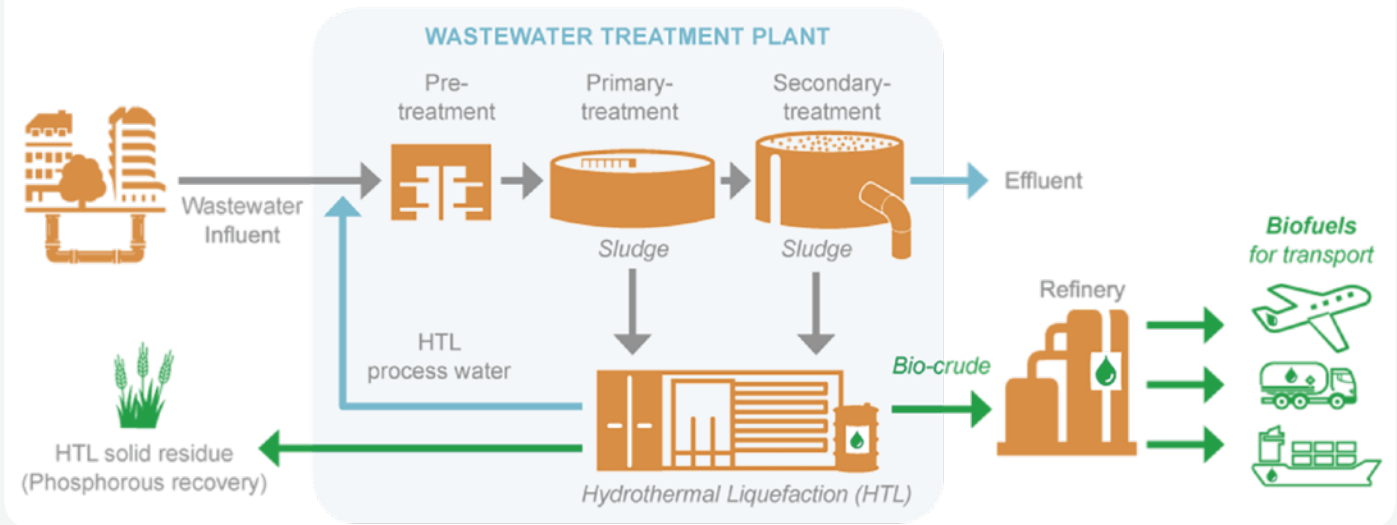 WASTEWATER TREATMENT PLANT
Pre-
treatment
Primary-
treatment
Secondary-
treatment
Wastewater
Influent
Effluent
Sludge
Sludge
Biofuels
for transport
Refinery
HTL
process water
Bio-crude
HTL solid residue
(Phosphorous recovery)
Hydrothermal Liquefaction (HTL)